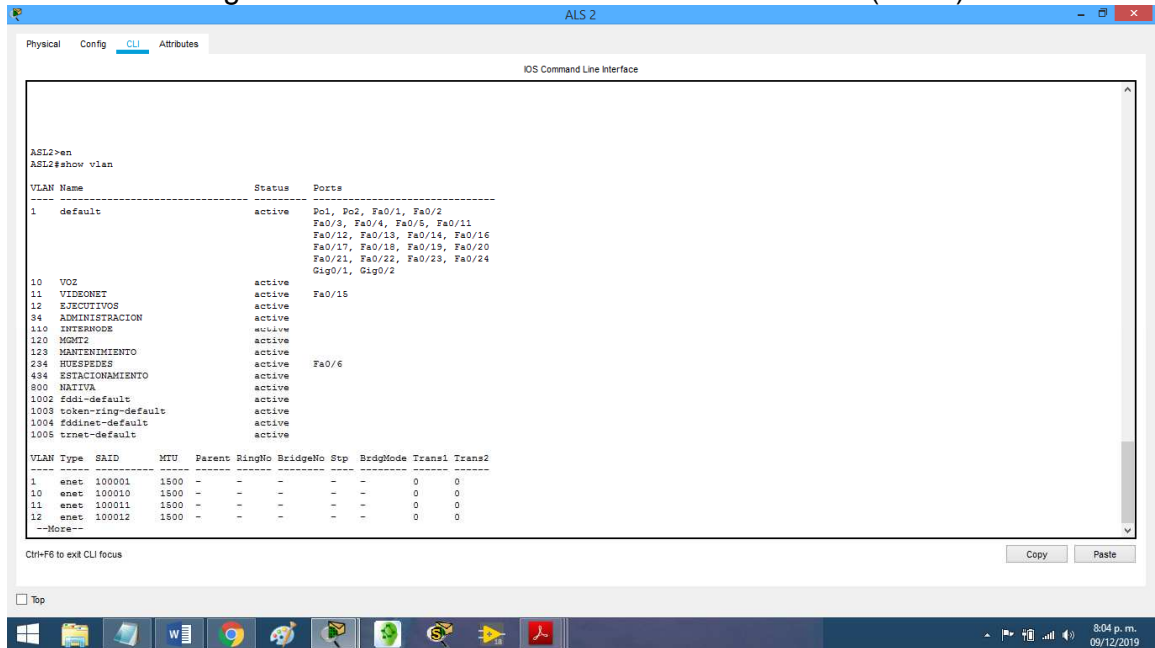 ALS 2
Physical Config CLI Attributes
IOS Command Line Interface
ASL2>en
ASL2#show vlan
VLAN Name Status Ports
---- -------------------------------- --------- -------------------------------
1 default active Po1, Po2, Fa0/1, Fa0/2
Fa0/3, Fa0/4, Fa0/5, Fa0/11
Fa0/12, Fa0/13, Fa0/14, Fa0/16
Fa0/17, Fa0/18, Fa0/19, Fa0/20
Fa0/21, Fa0/22, Fa0/23, Fa0/24
Gig0/1, Gig0/2
10 VOZ active
11 VIDEONET active Fa0/15
12 EJECUTIVOS active
34 ADMINISTRACION active
110 INTERNODE active
120 MGMT2 active
123 MANTENIMIENTO active
234 HUESPEDES active Fa0/6
434 ESTACIONAMIENTO active
800 NATIVA active
1002 fddi-default active
1003 token-ring-default active
1004 fddinet-default active
1005 trnet-default active
VLAN Type SAID MTU Parent RingNo BridgeNo Stp BrdgMode Trans1 Trans2
---- ----- ---------- ----- ------ ------ -------- ---- -------- ------ ------
1 enet 100001 1500 - - - - - 0 0
10 enet 100010 1500 - - - - - 0 0
11 enet 100011 1500 - - - - - 0 0
12 enet 100012 1500 - - - - - 0 0
--More--
Ctrl+F6 to exit CLI focus
Copy Paste
Top
8:04 p. m.
09/12/2019